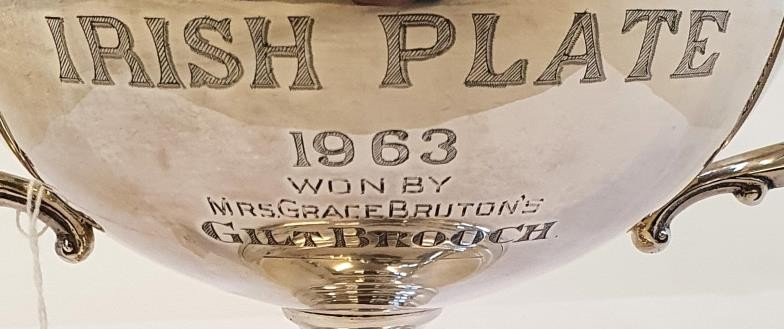 IRISH PLATE
1963
WON BY
MRS. GRACE BRUTON'S
GILT BROOCH.